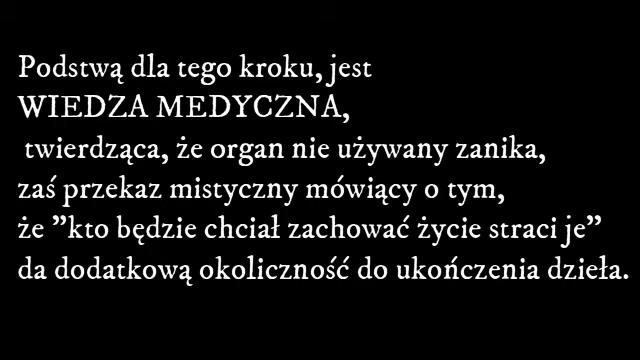 Podstwą dla tego kroku, jest
WIEDZA MEDYCZNA,
twierdząca, że organ nie używany zanika,
zaś przekaz mistyczny mówiący o tym,
że ”kto będzie chciał zachować życie straci je”
da dodatkową okoliczność do ukończenia dzieła.